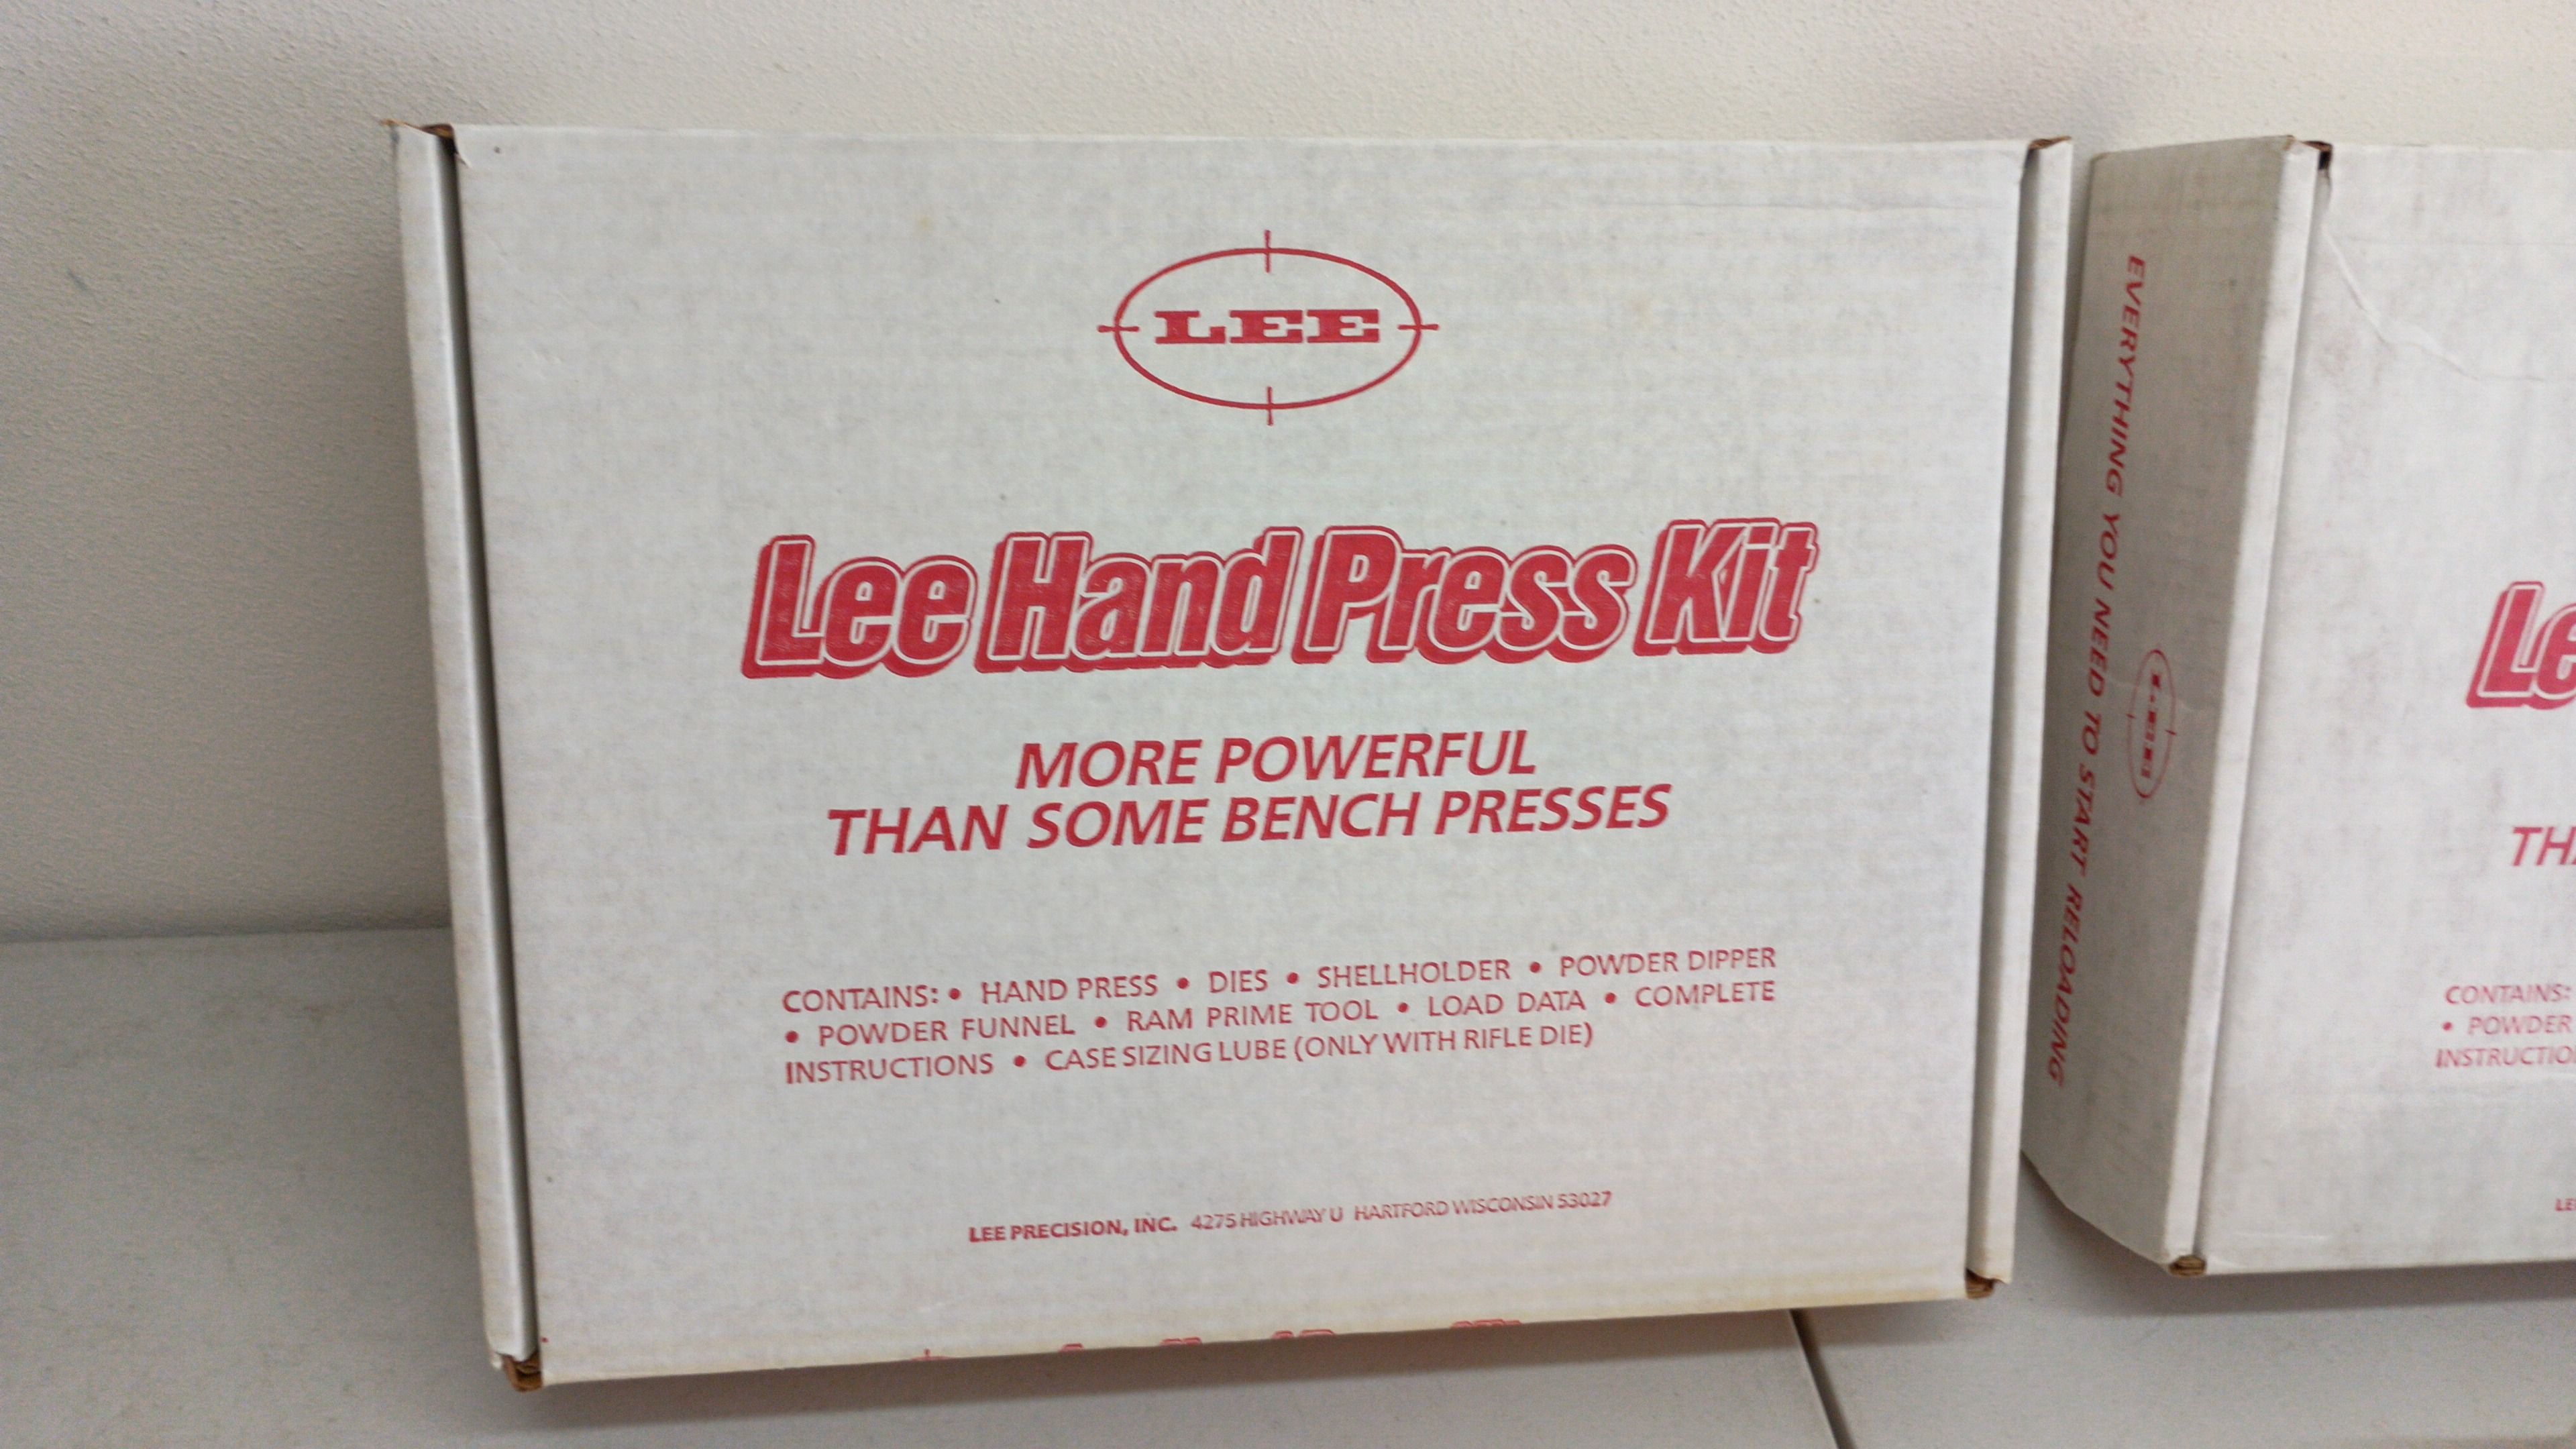 LEE
Lee Hand Press Kit
MORE POWERFUL
THAN SOME BENCH PRESSES
CONTAINS: • HAND PRESS • DIES • SHELLHOLDER • POWDER DIPPER
• POWDER FUNNEL • RAM PRIME TOOL • LOAD DATA • COMPLETE
INSTRUCTIONS • CASE SIZING LUBE (ONLY WITH RIFLE DIE)
LEE PRECISION, INC. 4275 HIGHWAY U HARTFORD WISCONSIN 53027
EVERYTHING YOU NEED TO START RELOADING
LEE
Le
CONTAINS:
• POWDER